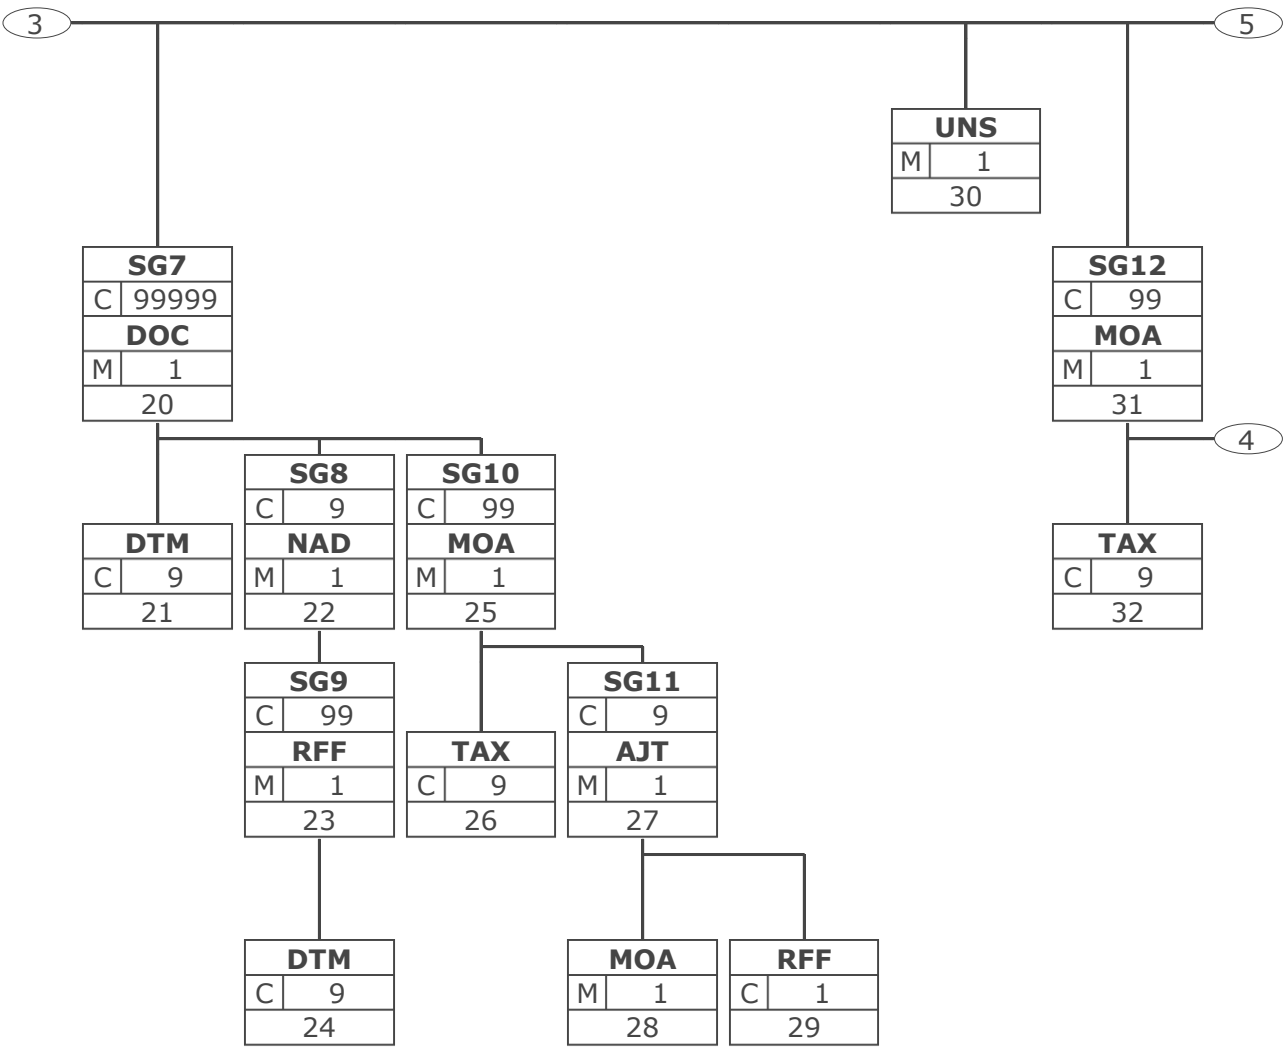 3
5
UNS
M 1
30
SG7
C 99999
DOC
M 1
20
SG12
C 99
MOA
M 1
31
4
SG8
C 9
NAD
M 1
22
SG10
C 99
MOA
M 1
25
DTM
C 9
21
TAX
C 9
32
SG9
C 99
RFF
M 1
23
SG11
C 9
AJT
M 1
27
TAX
C 9
26
DTM
C 9
24
MOA
M 1
28
RFF
C 1
29